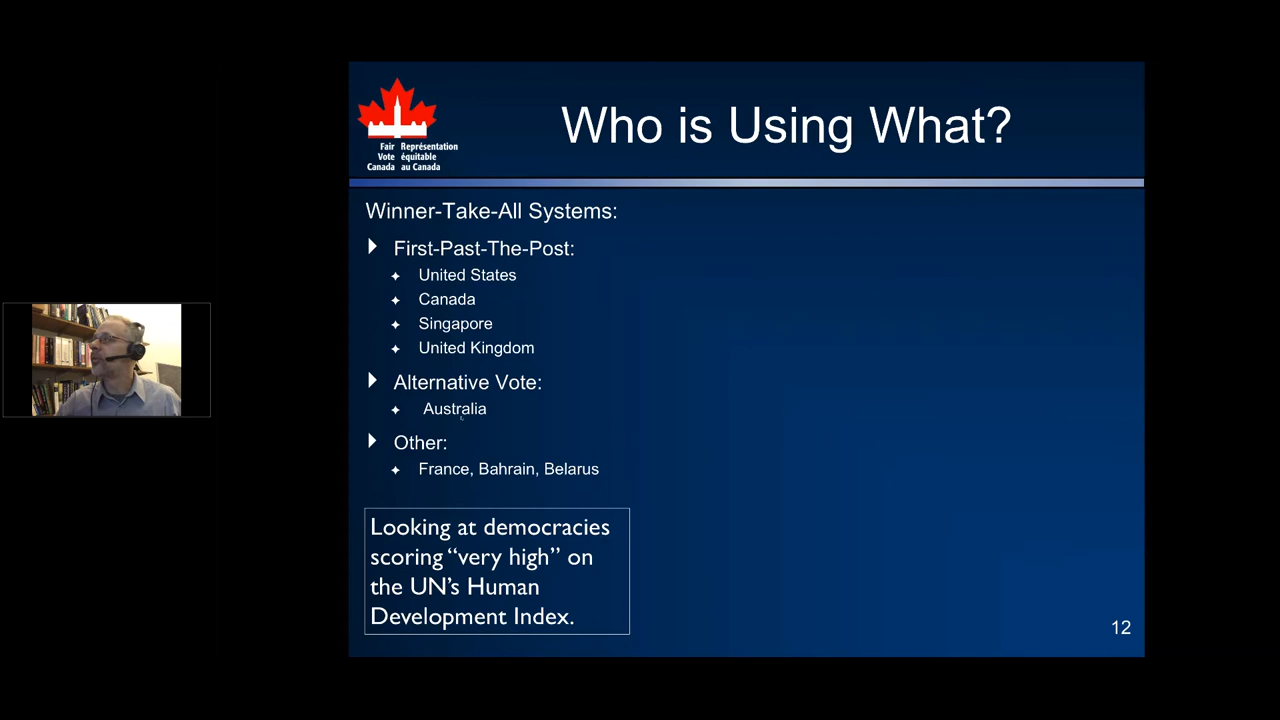 Who is Using What?
Fair Représentation
Vote équitable
Canada au Canada
Winner-Take-All Systems:
First-Past-The-Post:
United States
Canada
Singapore
United Kingdom
Alternative Vote:
Australia
Other:
France, Bahrain, Belarus
Looking at democracies
scoring “very high” on
the UN’s Human
Development Index.
12